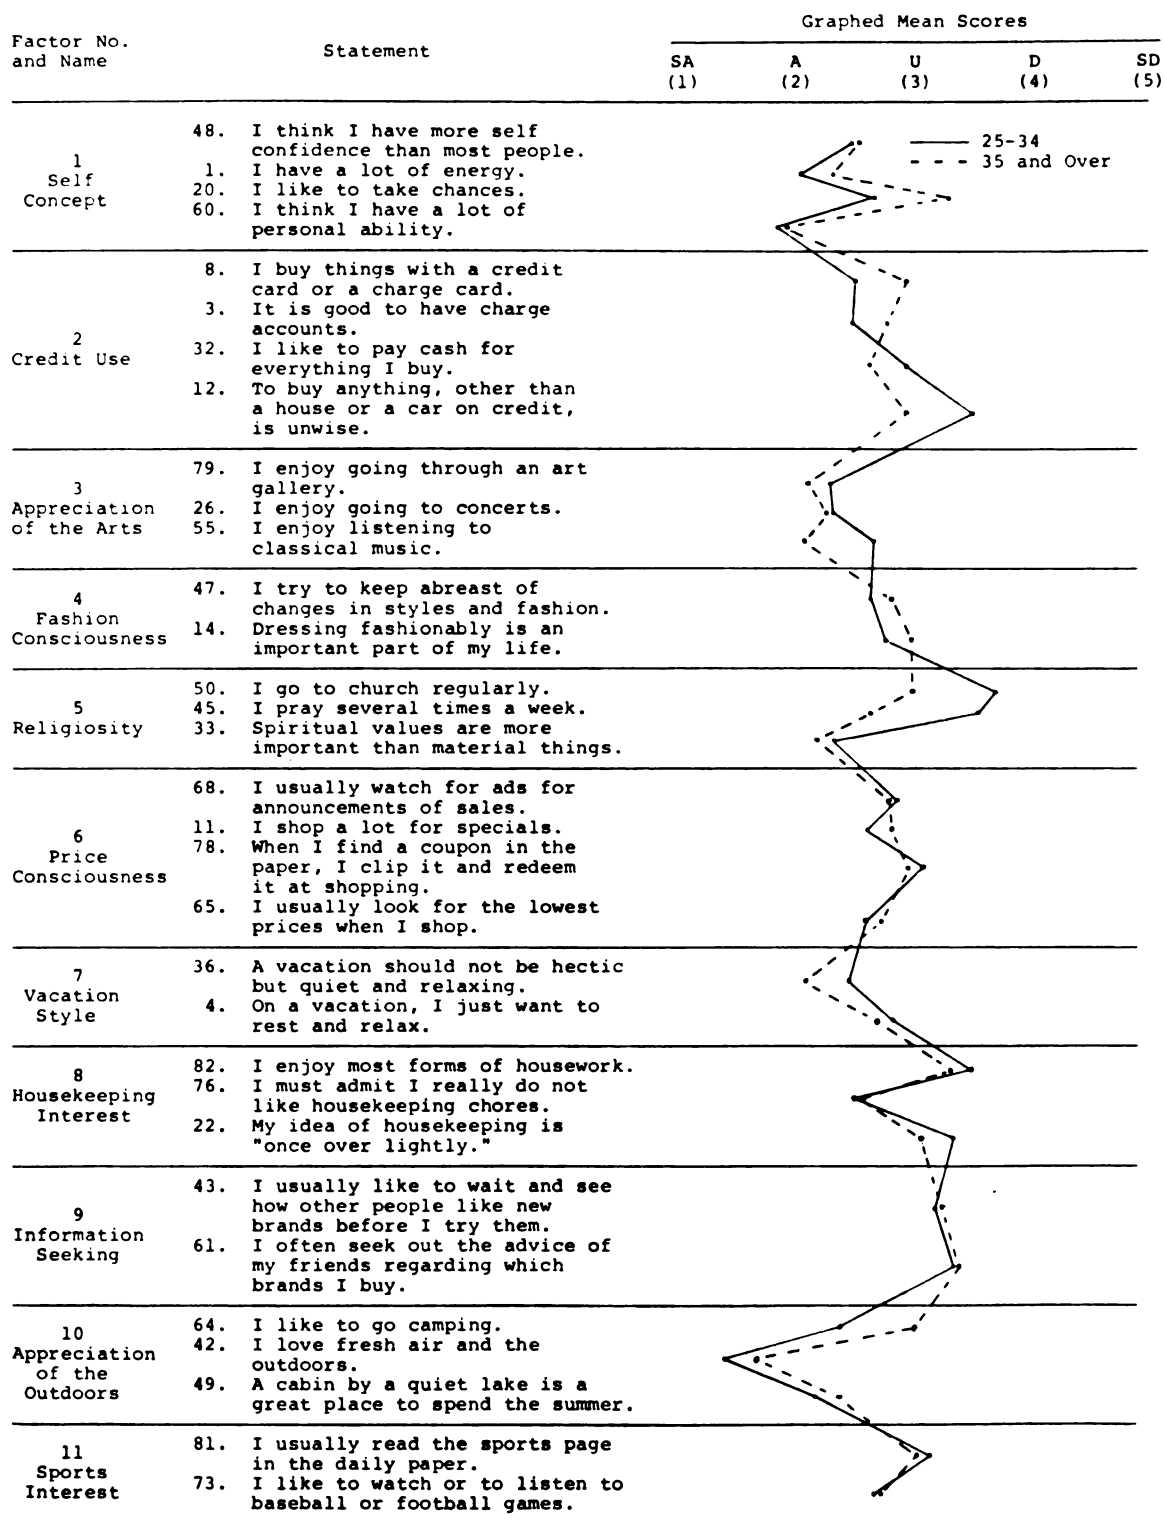 Graphed Mean Scores
Factor No.
and Name
Statement
SA A U D SD
(1) (2) (3) (4) (5)
25-34
35 and Over
1
Self
Concept
48. I think I have more self
confidence than most people.
1. I have a lot of energy.
20. I like to take chances.
60. I think I have a lot of
personal ability.
2
Credit Use
8. I buy things with a credit
card or a charge card.
3. It is good to have charge
accounts.
32. I like to pay cash for
everything I buy.
12. To buy anything, other than
a house or a car on credit,
is unwise.
3
Appreciation
of the Arts
79. I enjoy going through an art
gallery.
26. I enjoy going to concerts.
55. I enjoy listening to
classical music.
4
Fashion
Consciousness
47. I try to keep abreast of
changes in styles and fashion.
14. Dressing fashionably is an
important part of my life.
5
Religiosity
50. I go to church regularly.
45. I pray several times a week.
33. Spiritual values are more
important than material things.
6
Price
Consciousness
68. I usually watch for ads for
announcements of sales.
11. I shop a lot for specials.
78. When I find a coupon in the
paper, I clip it and redeem
it at shopping.
65. I usually look for the lowest
prices when I shop.
7
Vacation
Style
36. A vacation should not be hectic
but quiet and relaxing.
4. On a vacation, I just want to
rest and relax.
8
Housekeeping
Interest
82. I enjoy most forms of housework.
76. I must admit I really do not
like housekeeping chores.
22. My idea of housekeeping is
"once over lightly."
9
Information
Seeking
43. I usually like to wait and see
how other people like new
brands before I try them.
61. I often seek out the advice of
my friends regarding which
brands I buy.
10
Appreciation
of the
Outdoors
64. I like to go camping.
42. I love fresh air and the
outdoors.
49. A cabin by a quiet lake is a
great place to spend the summer.
11
Sports
Interest
81. I usually read the sports page
in the daily paper.
73. I like to watch or to listen to
baseball or football games.